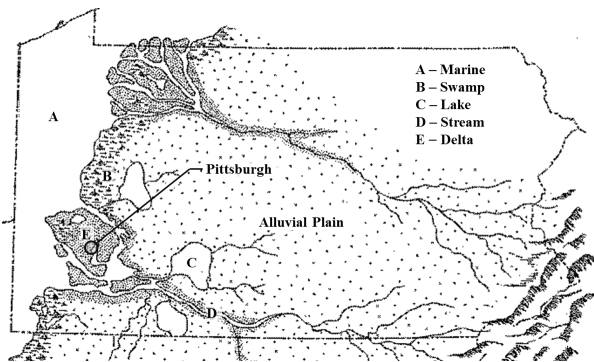 A – Marine
B – Swamp
C – Lake
D – Stream
E – Delta
A
B
Pittsburgh
E
Alluvial Plain
C
D